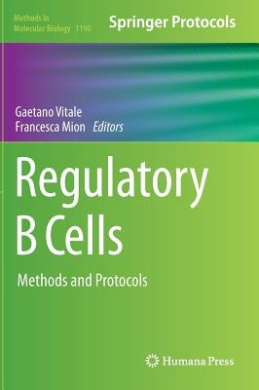 Methods in
Molecular Biology 1190
Springer Protocols
Gaetano Vitale
Francesca Mion Editors
Regulatory
B Cells
Methods and Protocols
Humana Press